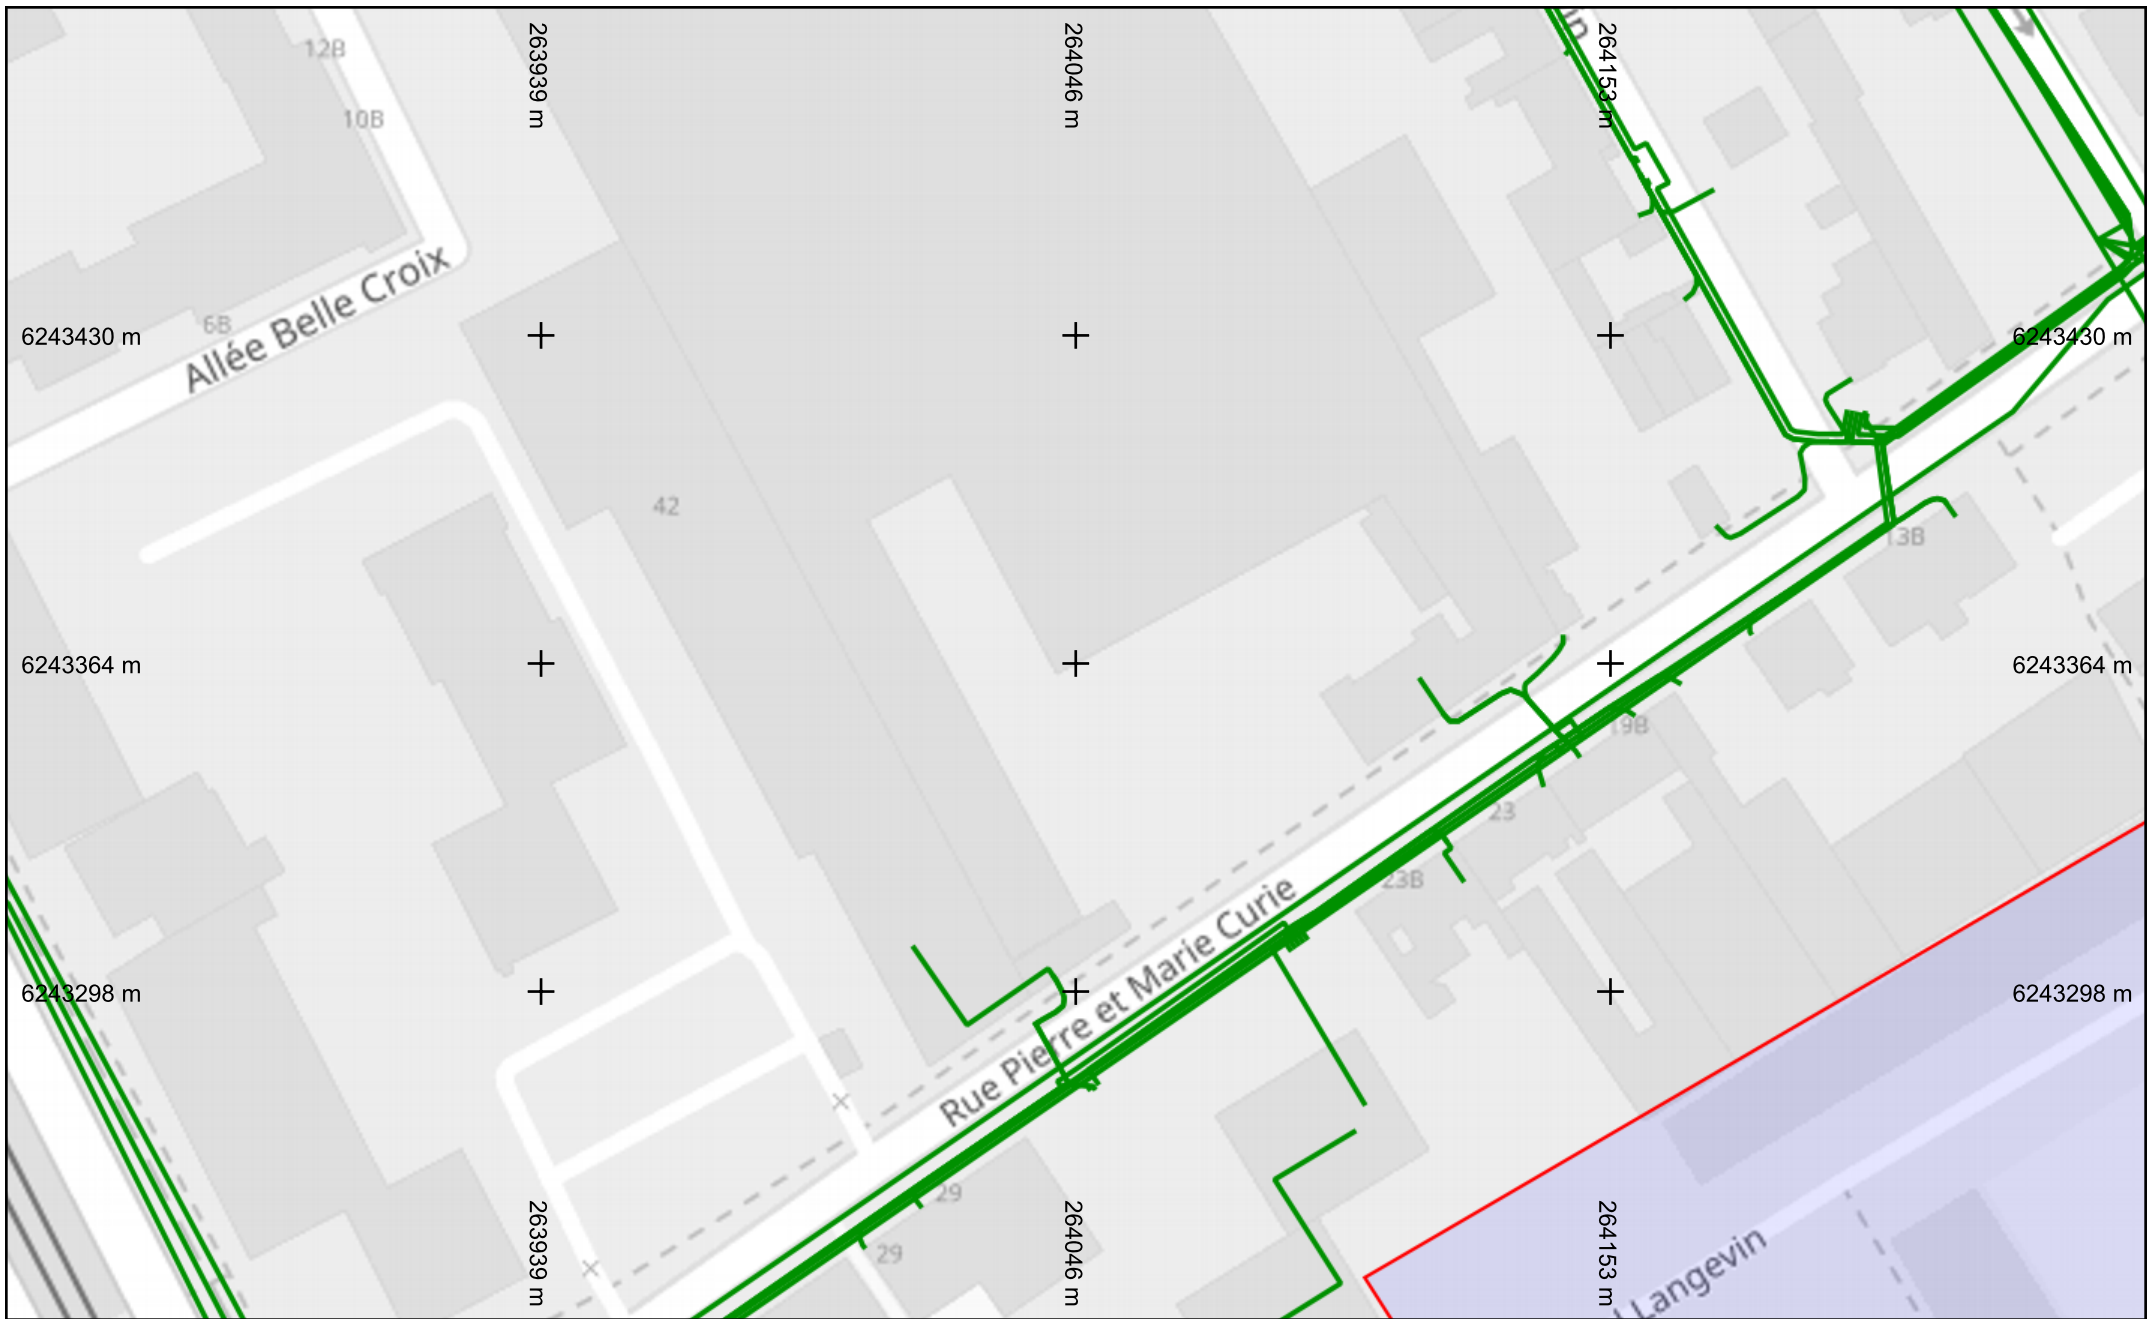 12B
263939 m
264046 m
in
264153 m
10B
Allée Belle Croix
6B
6243430 m
6243430 m
42
13B
6243364 m
6243364 m
19B
23
23B
Rue Pierre et Marie Curie
6243298 m
6243298 m
29
29
263939 m
264046 m
264153 m
l Langevin